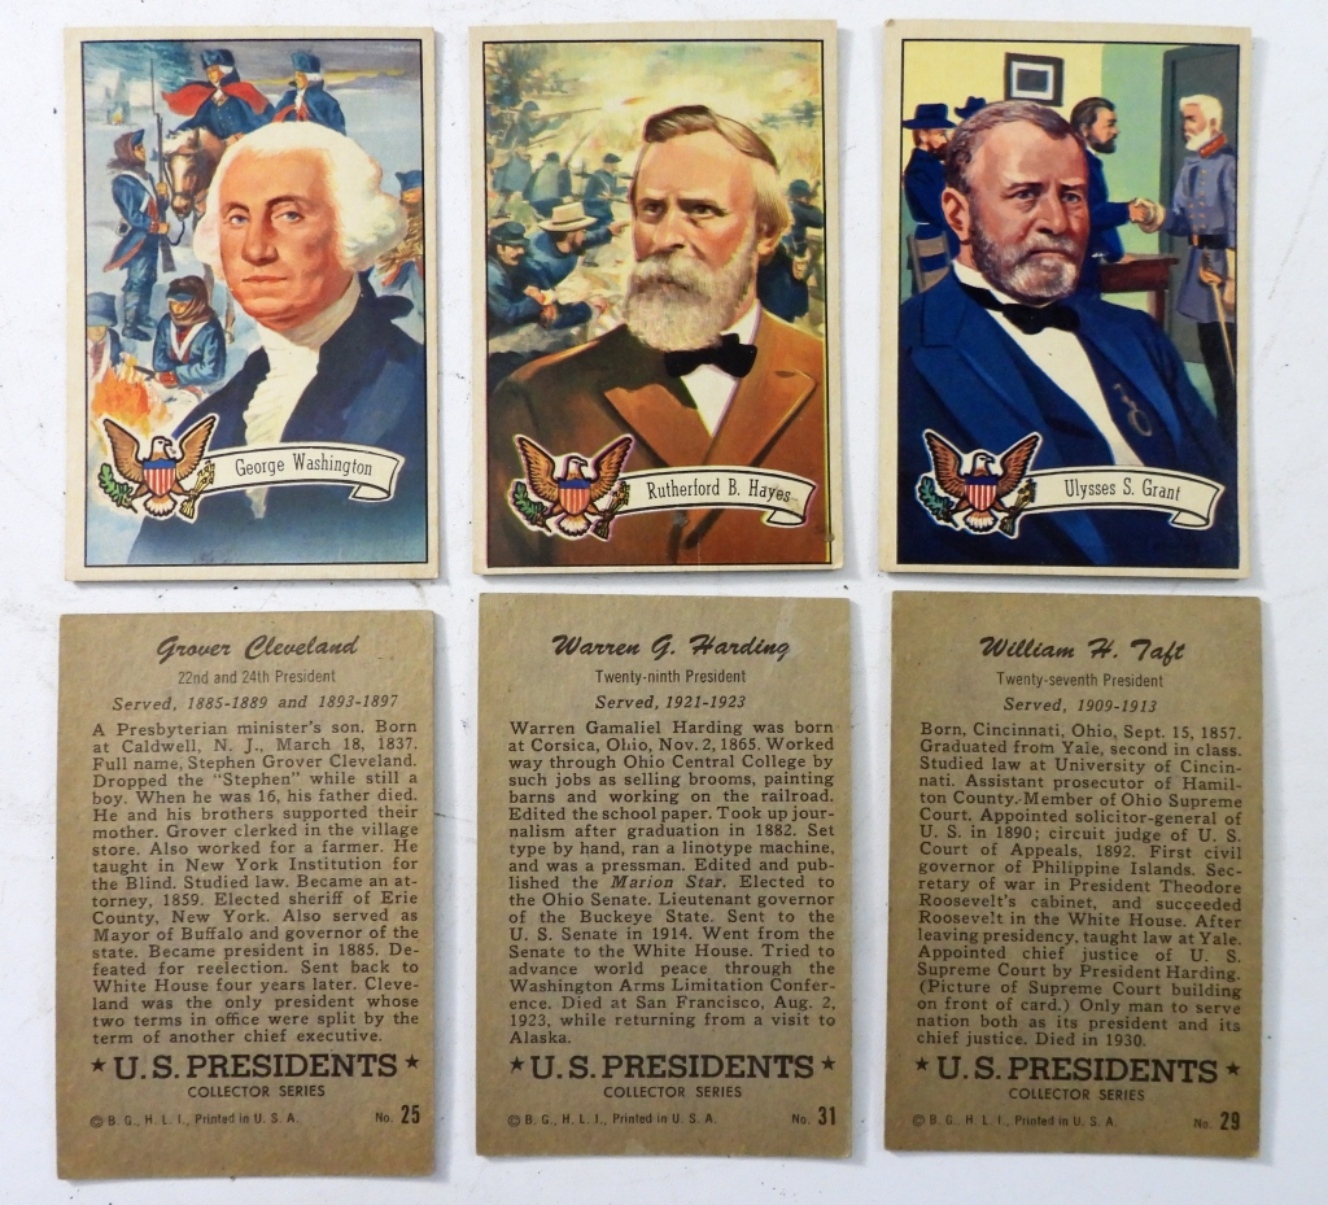 George Washington
Rutherford B. Hayes
Ulysses S. Grant
Grover Cleveland
22nd and 24th President
Served, 1885-1889 and 1893-1897
A Presbyterian minister's son. Born
at Caldwell, N. J., March 18, 1837.
Full name, Stephen Grover Cleveland.
Dropped the "Stephen" while still a
boy. When he was 16, his father died.
He and his brothers supported their
mother. Grover clerked in the village
store. Also worked for a farmer. He
taught in New York Institution for
the Blind. Studied law. Became an at-
torney, 1859. Elected sheriff of Erie
County, New York. Also served as
Mayor of Buffalo and governor of the
state. Became president in 1885. De-
feated for reelection. Sent back to
White House four years later. Cleve-
land was the only president whose
two terms in office were split by the
term of another chief executive.
★ U.S. PRESIDENTS ★
COLLECTOR SERIES
© B. G., H. L. I., Printed in U. S. A. No. 25
Warren G. Harding
Twenty-ninth President
Served, 1921-1923
Warren Gamaliel Harding was born
at Corsica, Ohio, Nov. 2, 1865. Worked
way through Ohio Central College by
such jobs as selling brooms, painting
barns and working on the railroad.
Edited the school paper. Took up jour-
nalism after graduation in 1882. Set
type by hand, ran a linotype machine,
and was a pressman. Edited and pub-
lished the Marion Star. Elected to
the Ohio Senate. Lieutenant governor
of the Buckeye State. Sent to the
U. S. Senate in 1914. Went from the
Senate to the White House. Tried to
advance world peace through the
Washington Arms Limitation Confer-
ence. Died at San Francisco, Aug. 2,
1923, while returning from a visit to
Alaska.
★ U.S. PRESIDENTS ★
COLLECTOR SERIES
© B. G., H. L. I., Printed in U. S. A. No. 31
William H. Taft
Twenty-seventh President
Served, 1909-1913
Born, Cincinnati, Ohio, Sept. 15, 1857.
Graduated from Yale, second in class.
Studied law at University of Cincin-
nati. Assistant prosecutor of Hamil-
ton County. Member of Ohio Supreme
Court. Appointed solicitor-general of
U. S. in 1890; circuit judge of U. S.
Court of Appeals, 1892. First civil
governor of Philippine Islands. Sec-
retary of war in President Theodore
Roosevelt's cabinet, and succeeded
Roosevelt in the White House. After
leaving presidency, taught law at Yale.
Appointed chief justice of U. S.
Supreme Court by President Harding.
(Picture of Supreme Court building
on front of card.) Only man to serve
nation both as its president and its
chief justice. Died in 1930.
★ U.S. PRESIDENTS ★
COLLECTOR SERIES
© B. G., H. L. I., Printed in U. S. A. No. 29